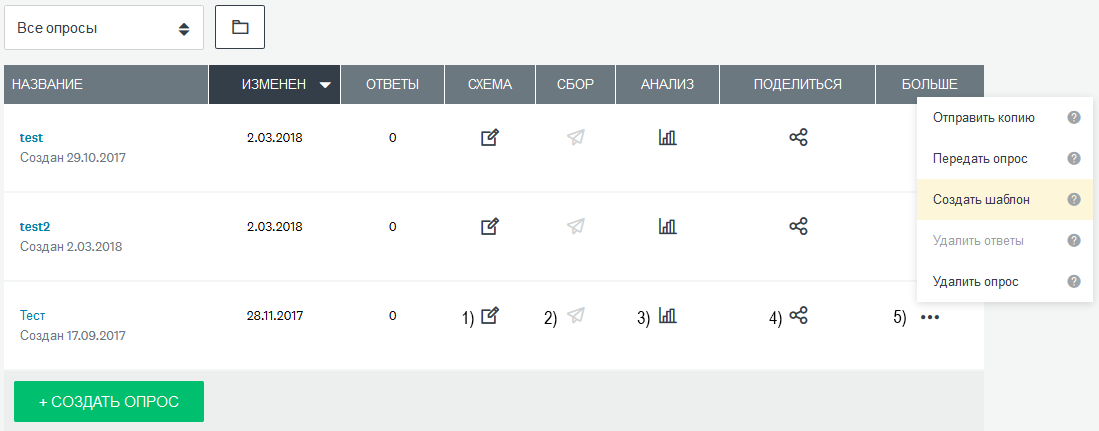 Все опросы
НАЗВАНИЕ ИЗМЕНЕН ОТВЕТЫ СХЕМА СБОР АНАЛИЗ ПОДЕЛИТЬСЯ БОЛЬШЕ
test 2.03.2018 0
Создан 29.10.2017
test2 2.03.2018 0
Создан 2.03.2018
Тест 28.11.2017 0 1) 2) 3) 4) 5)
Создан 17.09.2017
Отправить копию ?
Передать опрос ?
Создать шаблон ?
Удалить ответы ?
Удалить опрос ?
+ СОЗДАТЬ ОПРОС